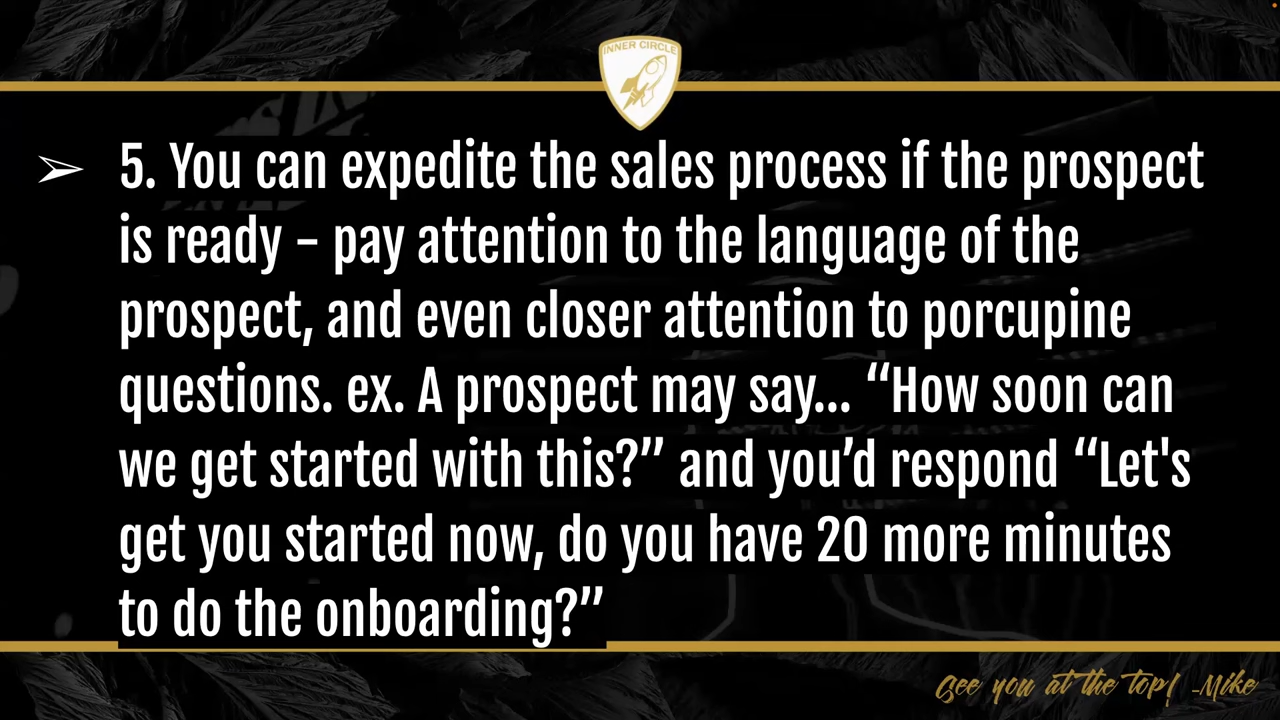 INNER CIRCLE
➢ 5. You can expedite the sales process if the prospect
is ready – pay attention to the language of the
prospect, and even closer attention to porcupine
questions. ex. A prospect may say... “How soon can
we get started with this?” and you’d respond “Let's
get you started now, do you have 20 more minutes
to do the onboarding?”
See you at the top! -Mike